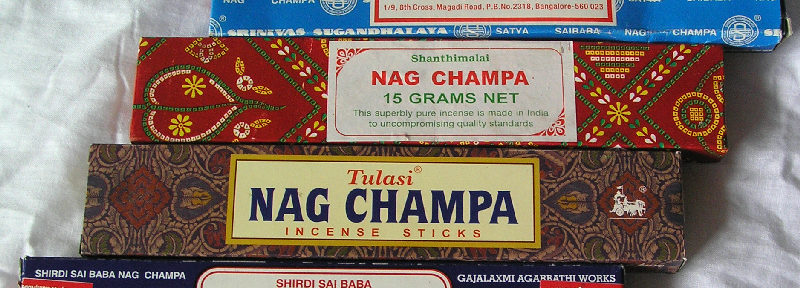 NAG CHAMPA
1/9, 8th Cross, Magadi Road, P.B.No.2318, Bangalore-560 023
SRINIVAS SUGANDHALAYA SATYA SAIBABA NAG CHAMPA
Shanthimalai
NAG CHAMPA
15 GRAMS NET
This superbly pure incense is made in India
to uncompromising quality standards
Tulasi®
NAG CHAMPA
INCENSE STICKS
SHIRDI SAI BABA NAG CHAMPA
SHIRDI SAI BABA
GAJALAXMI AGARBATHI WORKS